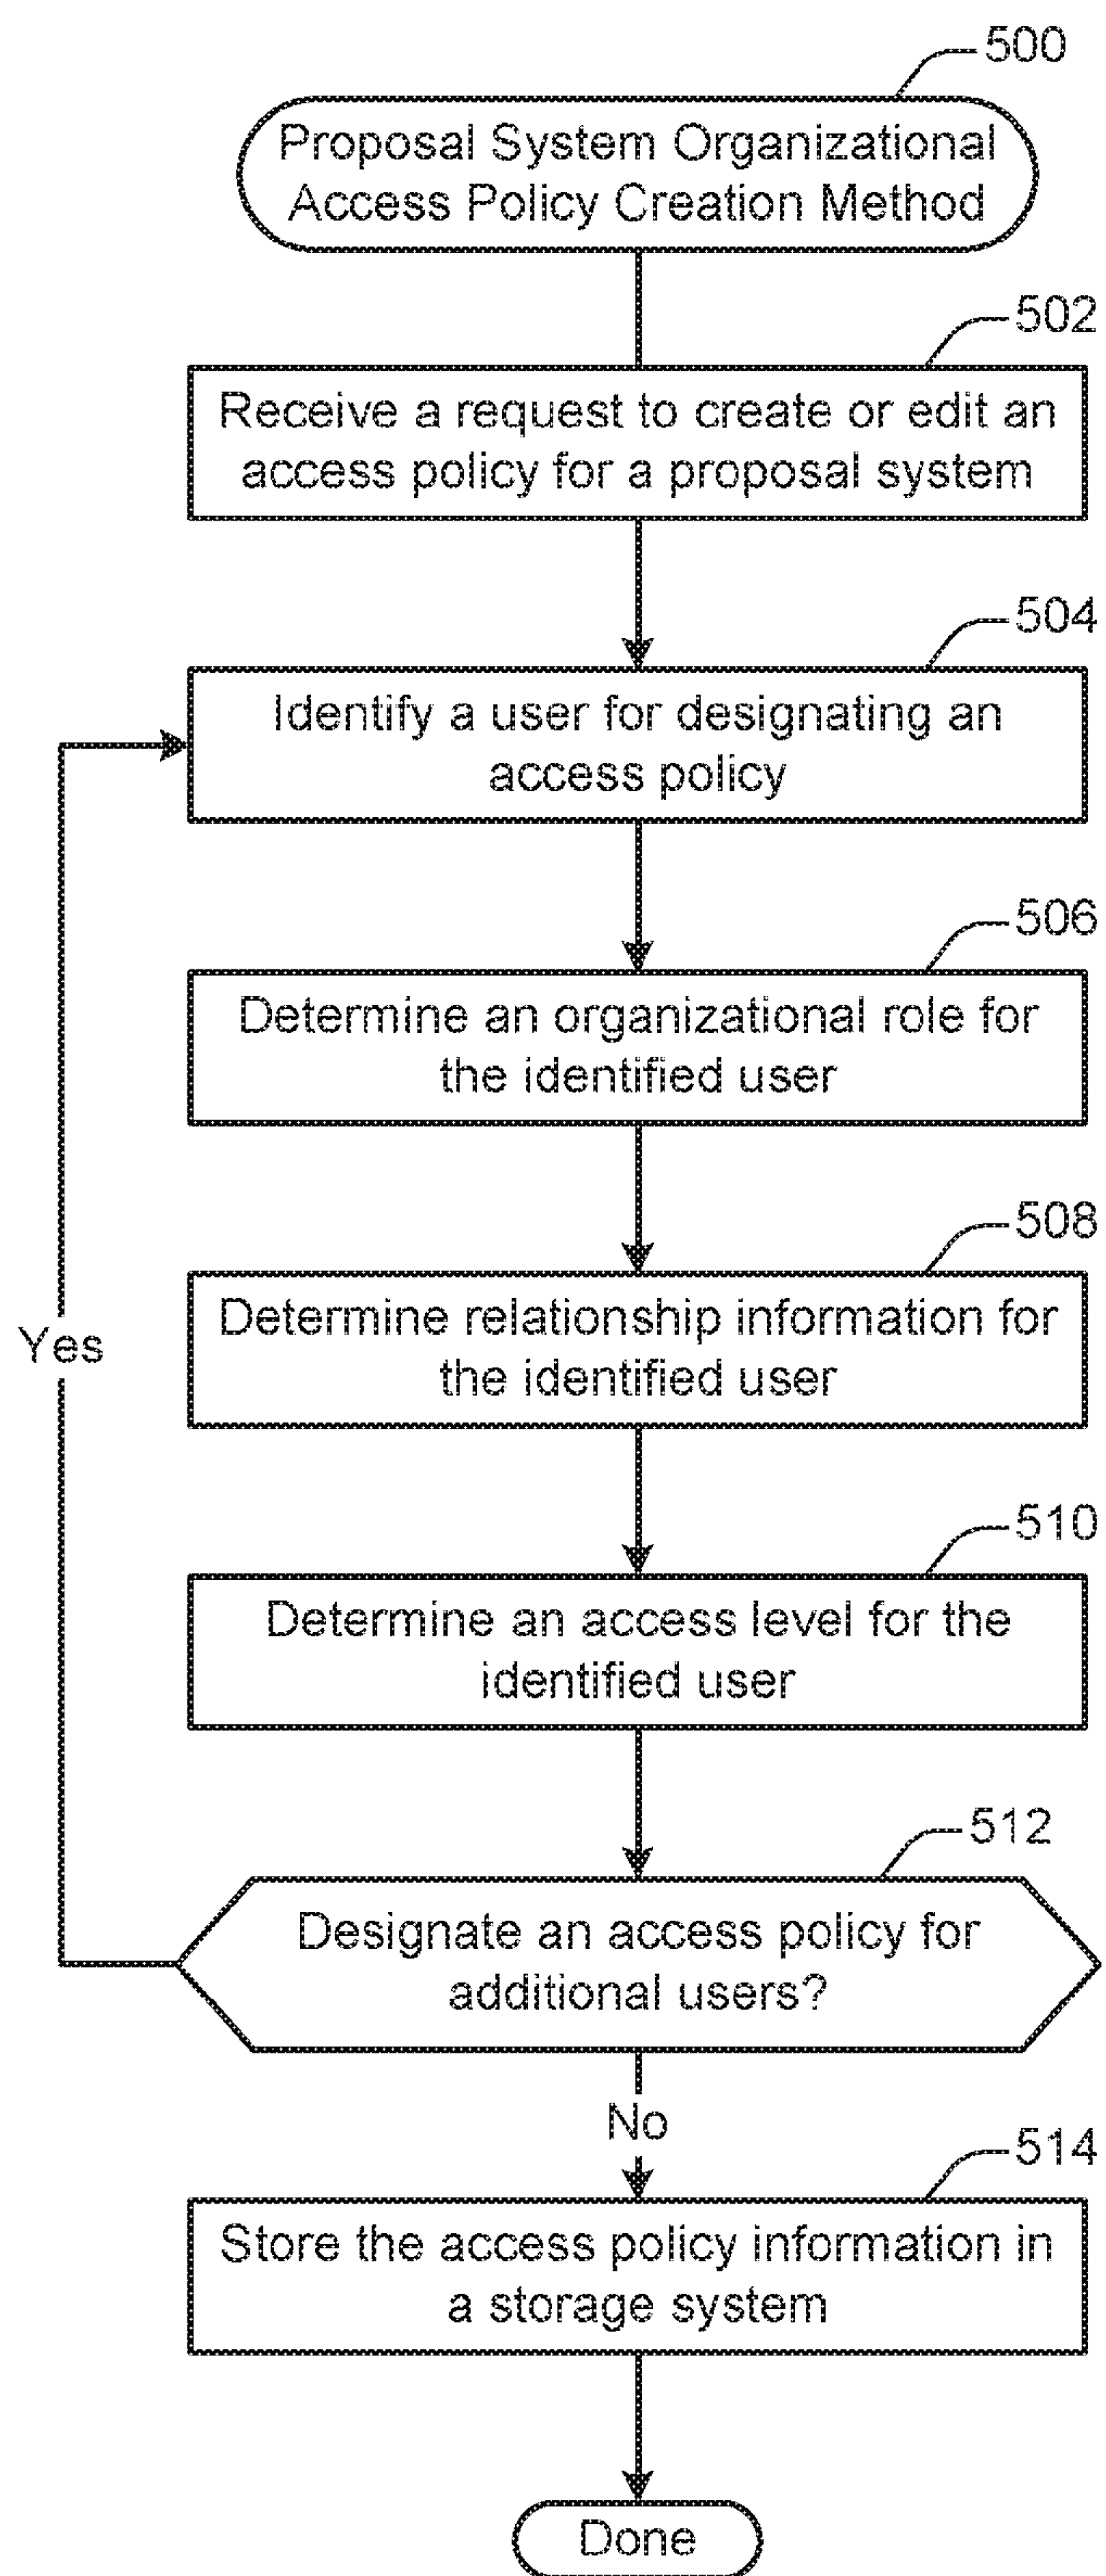 500
Proposal System Organizational
Access Policy Creation Method
502
Receive a request to create or edit an
access policy for a proposal system
504
Identify a user for designating an
access policy
506
Determine an organizational role for
the identified user
508
Determine relationship information for
the identified user
Yes
510
Determine an access level for the
identified user
512
Designate an access policy for
additional users?
No
514
Store the access policy information in
a storage system
Done